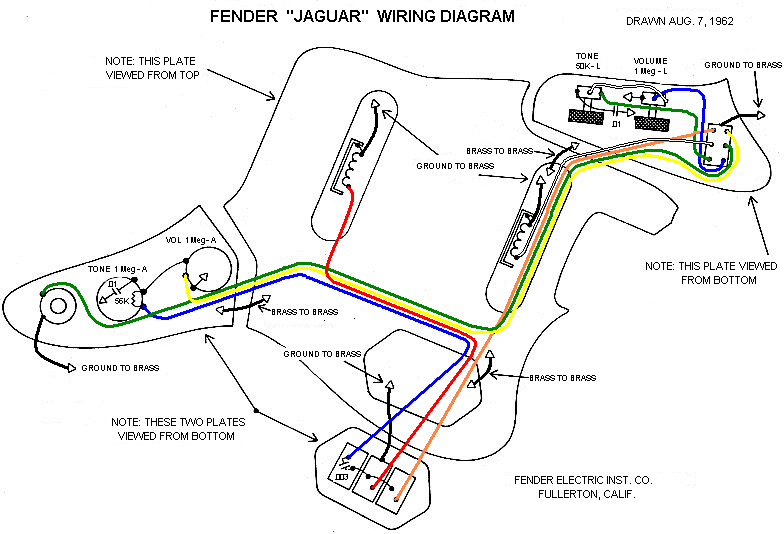 FENDER "JAGUAR" WIRING DIAGRAM
DRAWN AUG. 7, 1962
NOTE: THIS PLATE
VIEWED FROM TOP
TONE
50K - L
VOLUME
1 Meg - L
GROUND TO BRASS
.01
BRASS TO BRASS
GROUND TO BRASS
VOL 1 Meg - A
TONE 1 Meg - A
.01
56K
NOTE: THIS PLATE VIEWED
FROM BOTTOM
BRASS TO BRASS
GROUND TO BRASS
GROUND TO BRASS
BRASS TO BRASS
NOTE: THESE TWO PLATES
VIEWED FROM BOTTOM
.003
FENDER ELECTRIC INST. CO.
FULLERTON, CALIF.